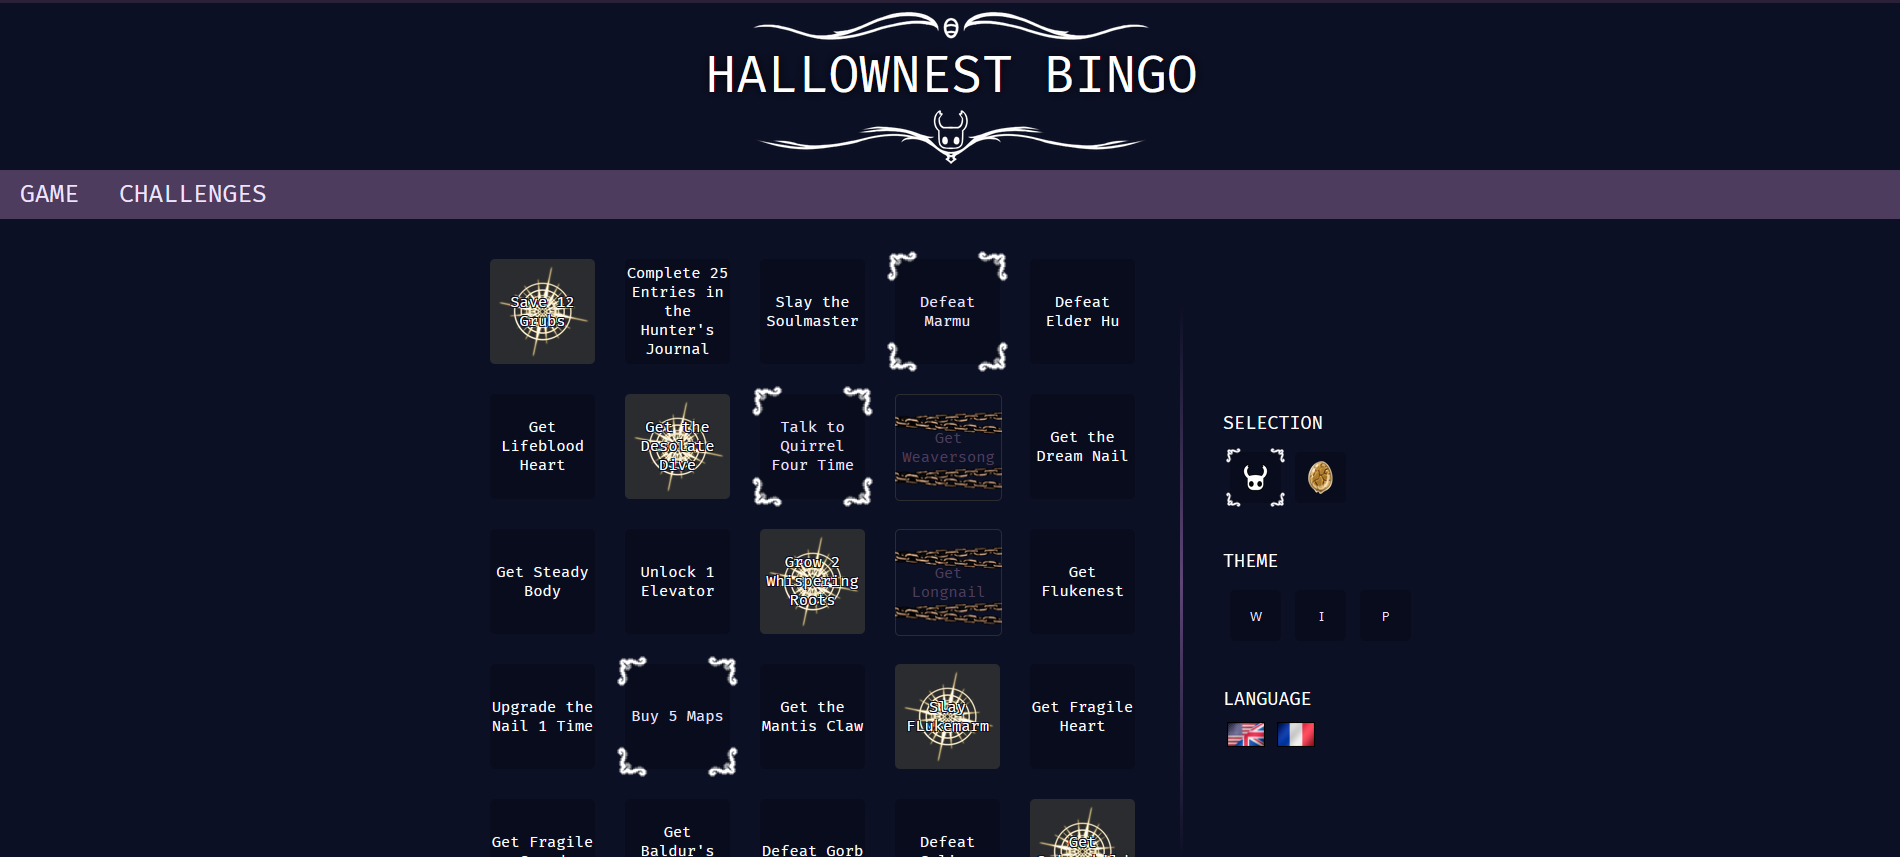 HALLOWNEST BINGO
GAME CHALLENGES
Save 12
Grubs
Complete 25
Entries in
the
Hunter's
Journal
Slay the
Soulmaster
Defeat
Marmu
Defeat
Elder Hu
Get
Lifeblood
Heart
Get the
Desolate
Dive
Talk to
Quirrel
Four Time
Get
Weaversong
Get the
Dream Nail
Get Steady
Body
Unlock 1
Elevator
Grow 2
Whispering
Roots
Get
Longnail
Get
Flukenest
Upgrade the
Nail 1 Time
Buy 5 Maps
Get the
Mantis Claw
Slay
FLukemarm
Get Fragile
Heart
Get Fragile
Get
Baldur's
Defeat Gorb
Defeat
Get
SELECTION
THEME
W I P
LANGUAGE